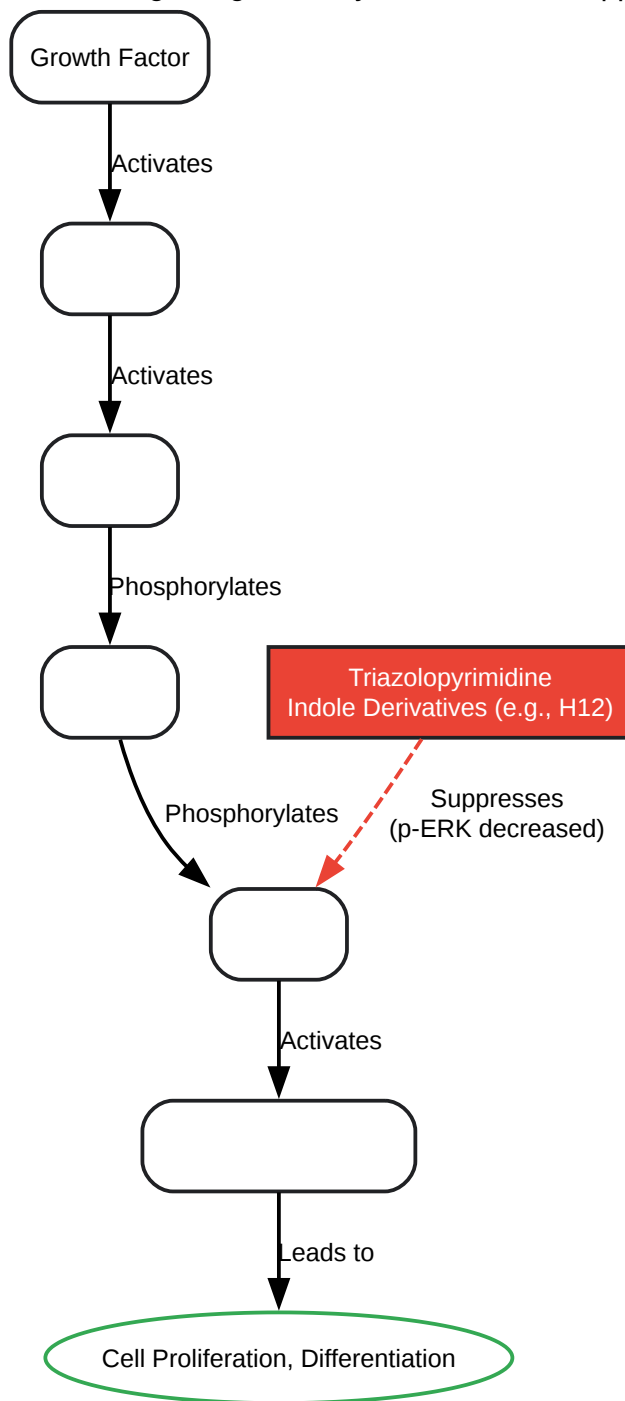 Growth Factor
Activates
Activates
Phosphorylates
Triazolopyrimidine
Indole Derivatives (e.g., H12)
Phosphorylates
Suppresses
(p-ERK decreased)
Activates
Leads to
Cell Proliferation, Differentiation